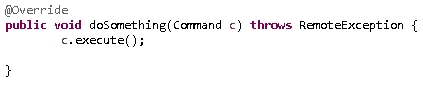 @Override
public void doSomething(Command c) throws RemoteException {
c.execute();
}